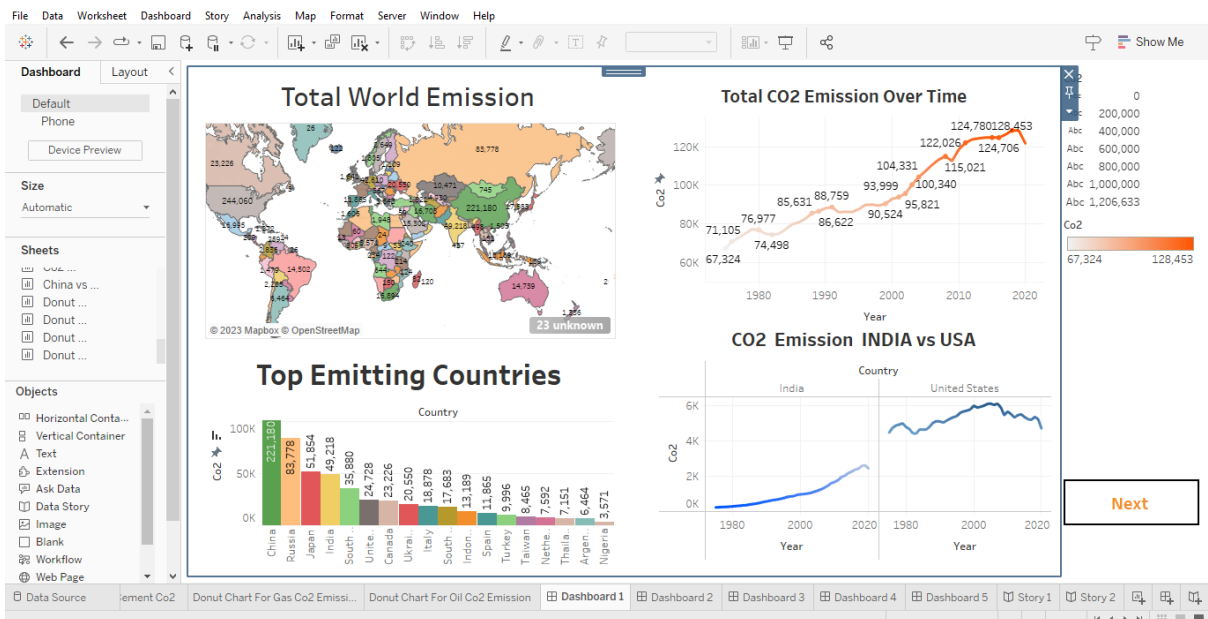 File Data Worksheet Dashboard Story Analysis Map Format Server Window Help
Show Me
Dashboard Layout
Default
Phone
Device Preview
Size
Automatic
Sheets
China vs ...
Donut ...
Donut ...
Donut ...
Donut ...
Objects
Horizontal Conta...
Vertical Container
Text
Extension
Ask Data
Data Story
Image
Blank
Workflow
Web Page
Total World Emission
23,226
244,060
83,778
10,471
745
221,180
14,502
6,464
14,739
© 2023 Mapbox © OpenStreetMap
23 unknown
Total CO2 Emission Over Time
Co2
120K
100K
80K
60K
71,105
67,324
76,977
74,498
85,631
88,759
86,622
93,999
90,524
104,331
100,340
95,821
122,026
115,021
124,780
128,453
124,706
1980 1990 2000 2010 2020
Year
Top Emitting Countries
Country
Co2
100K
50K
0K
221,180
83,778
51,854
49,218
35,880
24,728
23,226
20,550
18,878
17,683
13,189
11,865
9,996
8,465
7,592
7,151
6,464
3,571
China
Russia
Japan
India
South ..
Unite..
Canada
Ukrai..
Italy
South ..
Indon..
Spain
Turkey
Taiwan
Nethe..
Thaila..
Argen..
Nigeria
CO2 Emission INDIA vs USA
Country
India United States
Co2
6K
4K
2K
0K
1980 2000 2020 1980 2000 2020
Year Year
0
200,000
Abc 400,000
Abc 600,000
Abc 800,000
Abc 1,000,000
Abc 1,206,633
Co2
67,324 128,453
Next
Data Source Cement Co2 Donut Chart For Gas Co2 Emissi... Donut Chart For Oil Co2 Emission Dashboard 1 Dashboard 2 Dashboard 3 Dashboard 4 Dashboard 5 Story 1 Story 2